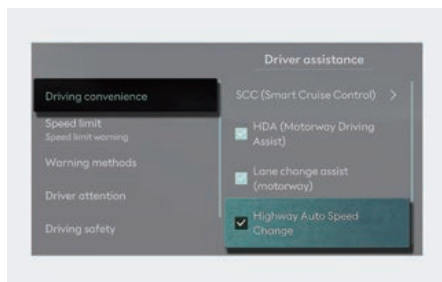 Driver assistance
Driving convenience
Speed limit
Speed limit warning
Warning methods
Driver attention
Driving safety
SCC (Smart Cruise Control) >
HDA (Motorway Driving
Assist)
Lane change assist
(motorway)
Highway Auto Speed
Change